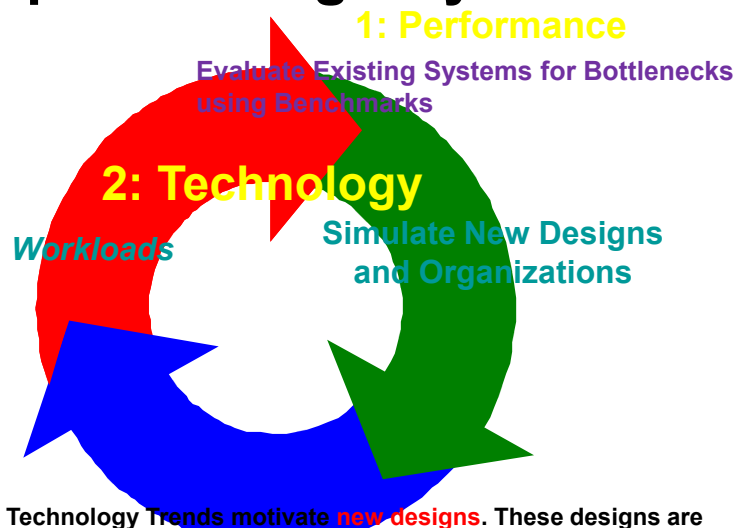 1: Performance
Evaluate Existing Systems for Bottlenecks
using Benchmarks
2: Technology
Workloads
Simulate New Designs
and Organizations
Technology Trends motivate new designs. These designs are